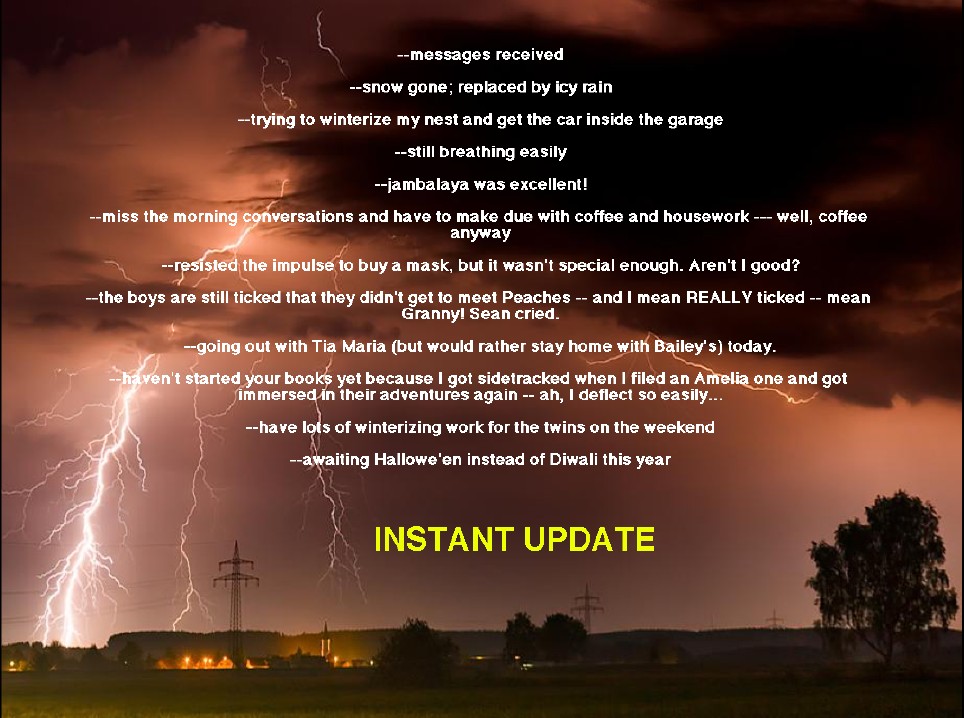 --messages received
--snow gone; replaced by icy rain
--trying to winterize my nest and get the car inside the garage
--still breathing easily
--jambalaya was excellent!
--miss the morning conversations and have to make due with coffee and housework --- well, coffee
anyway
--resisted the impulse to buy a mask, but it wasn't special enough. Aren't I good?
--the boys are still ticked that they didn't get to meet Peaches -- and I mean REALLY ticked -- mean
Granny! Sean cried.
--going out with Tia Maria (but would rather stay home with Bailey's) today.
--haven't started your books yet because I got sidetracked when I filed an Amelia one and got
immersed in their adventures again -- ah, I deflect so easily...
--have lots of winterizing work for the twins on the weekend
--awaiting Hallowe'en instead of Diwali this year
INSTANT UPDATE